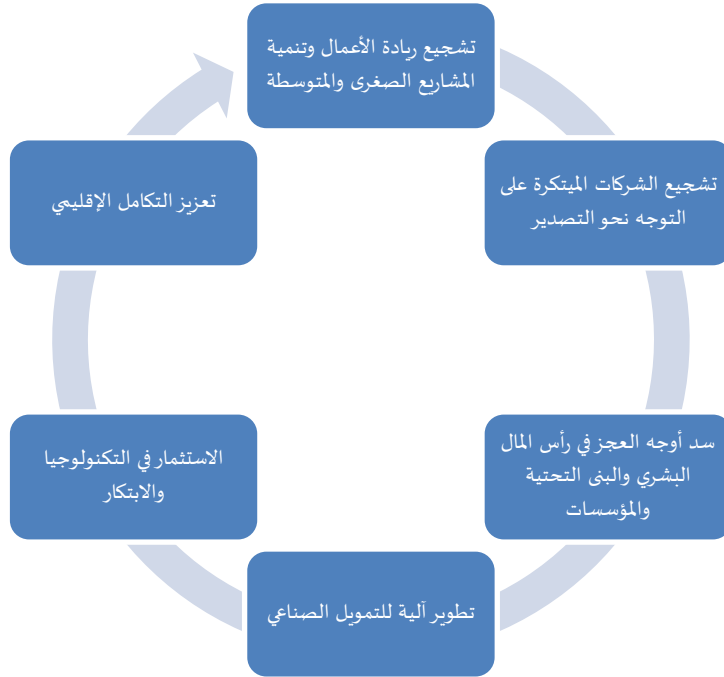 تشجيع ريادة الأعمال وتنمية
المشاريع الصغرى والمتوسطة
تشجيع الشركات المبتكرة على
التوجه نحو التصدير
سد أوجه العجز في رأس المال
البشري والبنى التحتية
والمؤسسات
تطوير آلية للتمويل الصناعي
الاستثمار في التكنولوجيا
والابتكار
تعزيز التكامل الإقليمي